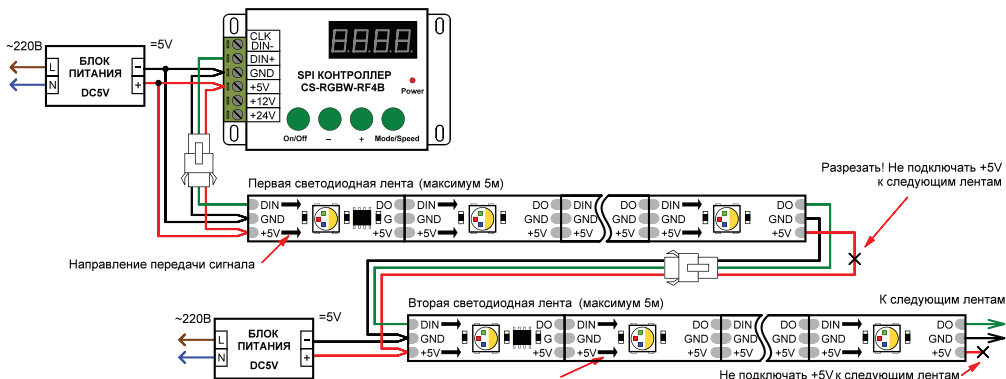 ~220В
L
N
БЛОК
ПИТАНИЯ
DC5V
=5V
−
+
CLK
DIN-
DIN+
GND
+5V
+12V
+24V
SPI КОНТРОЛЛЕР
CS-RGBW-RF4B
Power
On/Off
−
+
Mode/Speed
Первая светодиодная лента (максимум 5м)
Разрезать! Не подключать +5V
к следующим лентам
DIN DO DIN DO DIN DO DIN DO
GND G GND GND GND GND GND GND
+5V +5V +5V +5V +5V +5V +5V +5V
Направление передачи сигнала
Вторая светодиодная лента (максимум 5м)
К следующим лентам
~220В
L
N
БЛОК
ПИТАНИЯ
DC5V
=5V
−
+
DIN DO DIN DO DIN DO DIN DO
GND G GND GND GND GND GND GND
+5V +5V +5V +5V +5V +5V +5V +5V
Не подключать +5V к следующим лентам